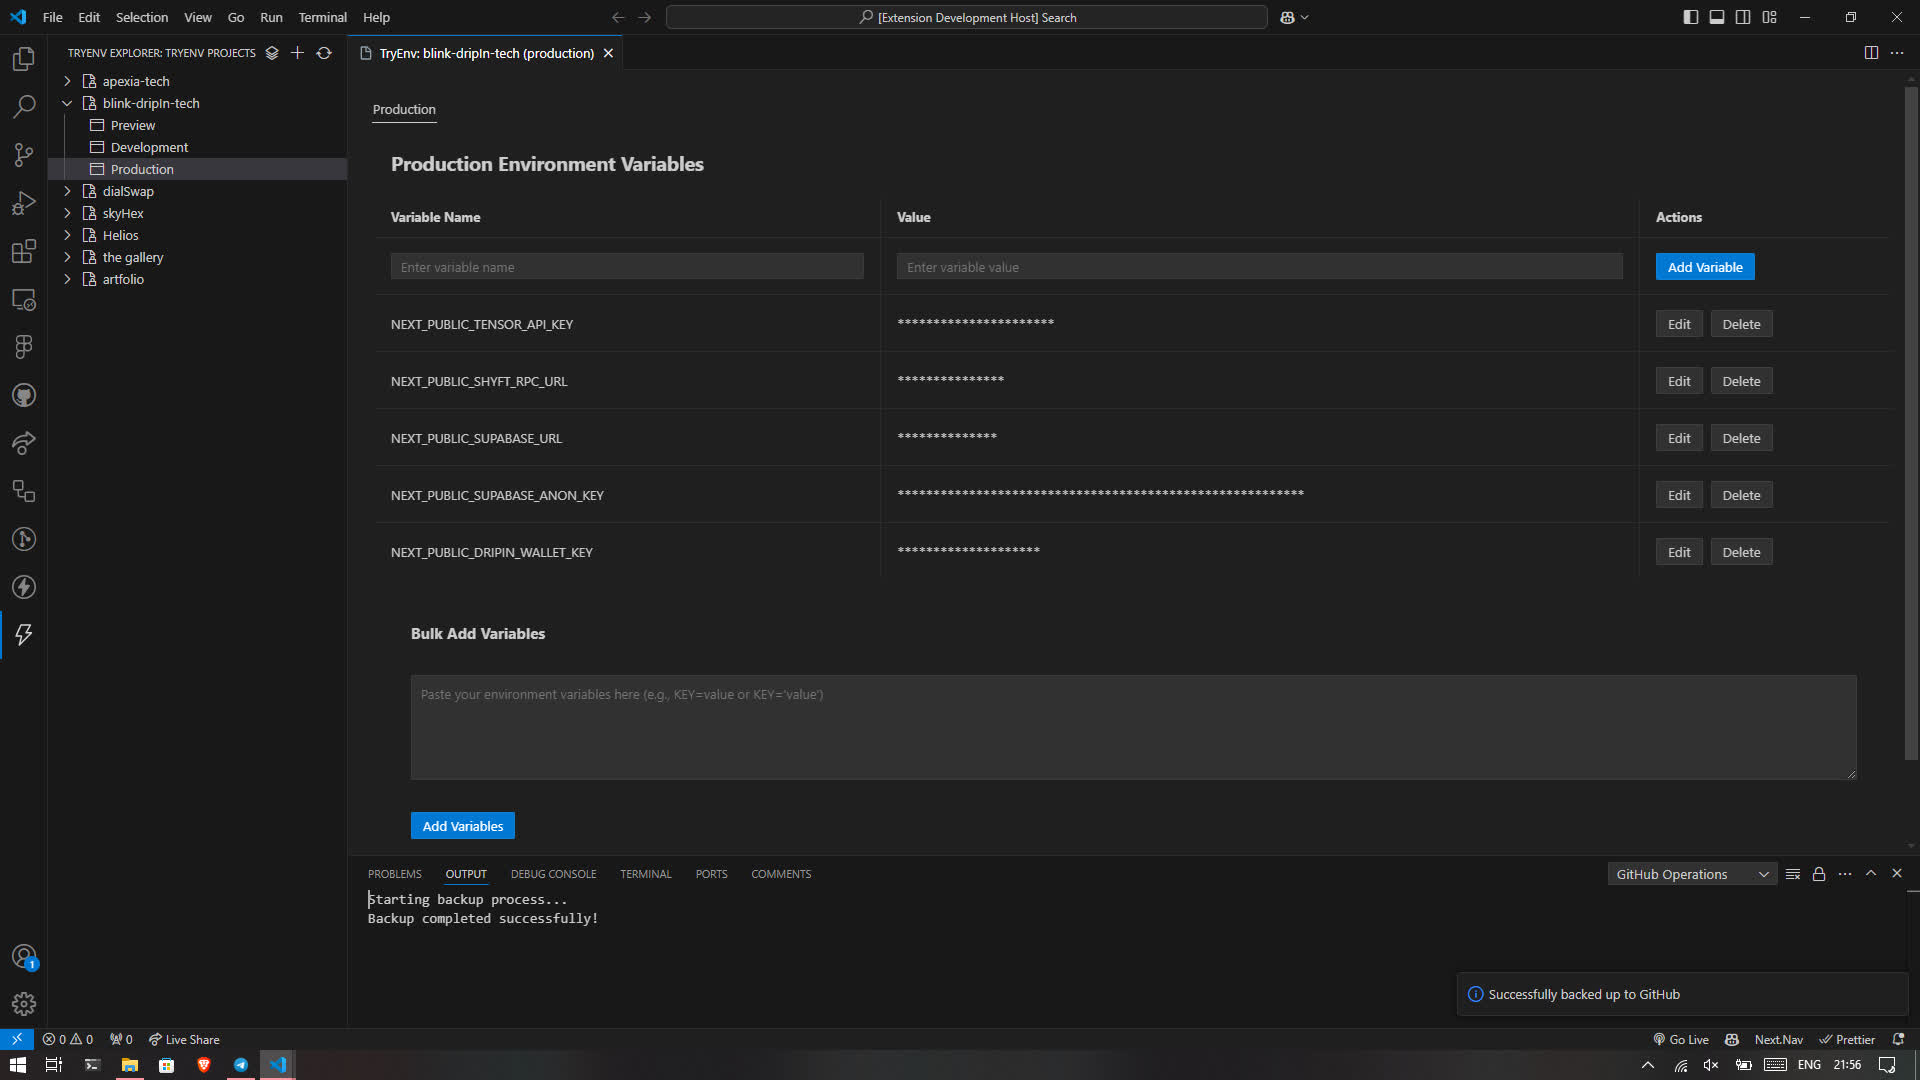 File Edit Selection View Go Run Terminal Help
[Extension Development Host] Search
TRYENV EXPLORER: TRYENV PROJECTS
TryEnv: blink-dripIn-tech (production)
apexia-tech
blink-dripIn-tech
Preview
Development
Production
dialSwap
skyHex
Helios
the gallery
artfolio
Production
Production Environment Variables
Variable Name Value Actions
Enter variable name Enter variable value Add Variable
NEXT_PUBLIC_TENSOR_API_KEY ********************** Edit Delete
NEXT_PUBLIC_SHYFT_RPC_URL *************** Edit Delete
NEXT_PUBLIC_SUPABASE_URL ************** Edit Delete
NEXT_PUBLIC_SUPABASE_ANON_KEY ********************************************************* Edit Delete
NEXT_PUBLIC_DRIPIN_WALLET_KEY ******************** Edit Delete
Bulk Add Variables
Paste your environment variables here (e.g., KEY=value or KEY='value')
Add Variables
PROBLEMS OUTPUT DEBUG CONSOLE TERMINAL PORTS COMMENTS
GitHub Operations
Starting backup process...
Backup completed successfully!
Successfully backed up to GitHub
1
0 0 0 Live Share
Go Live Next.Nav Prettier
ENG 21:56